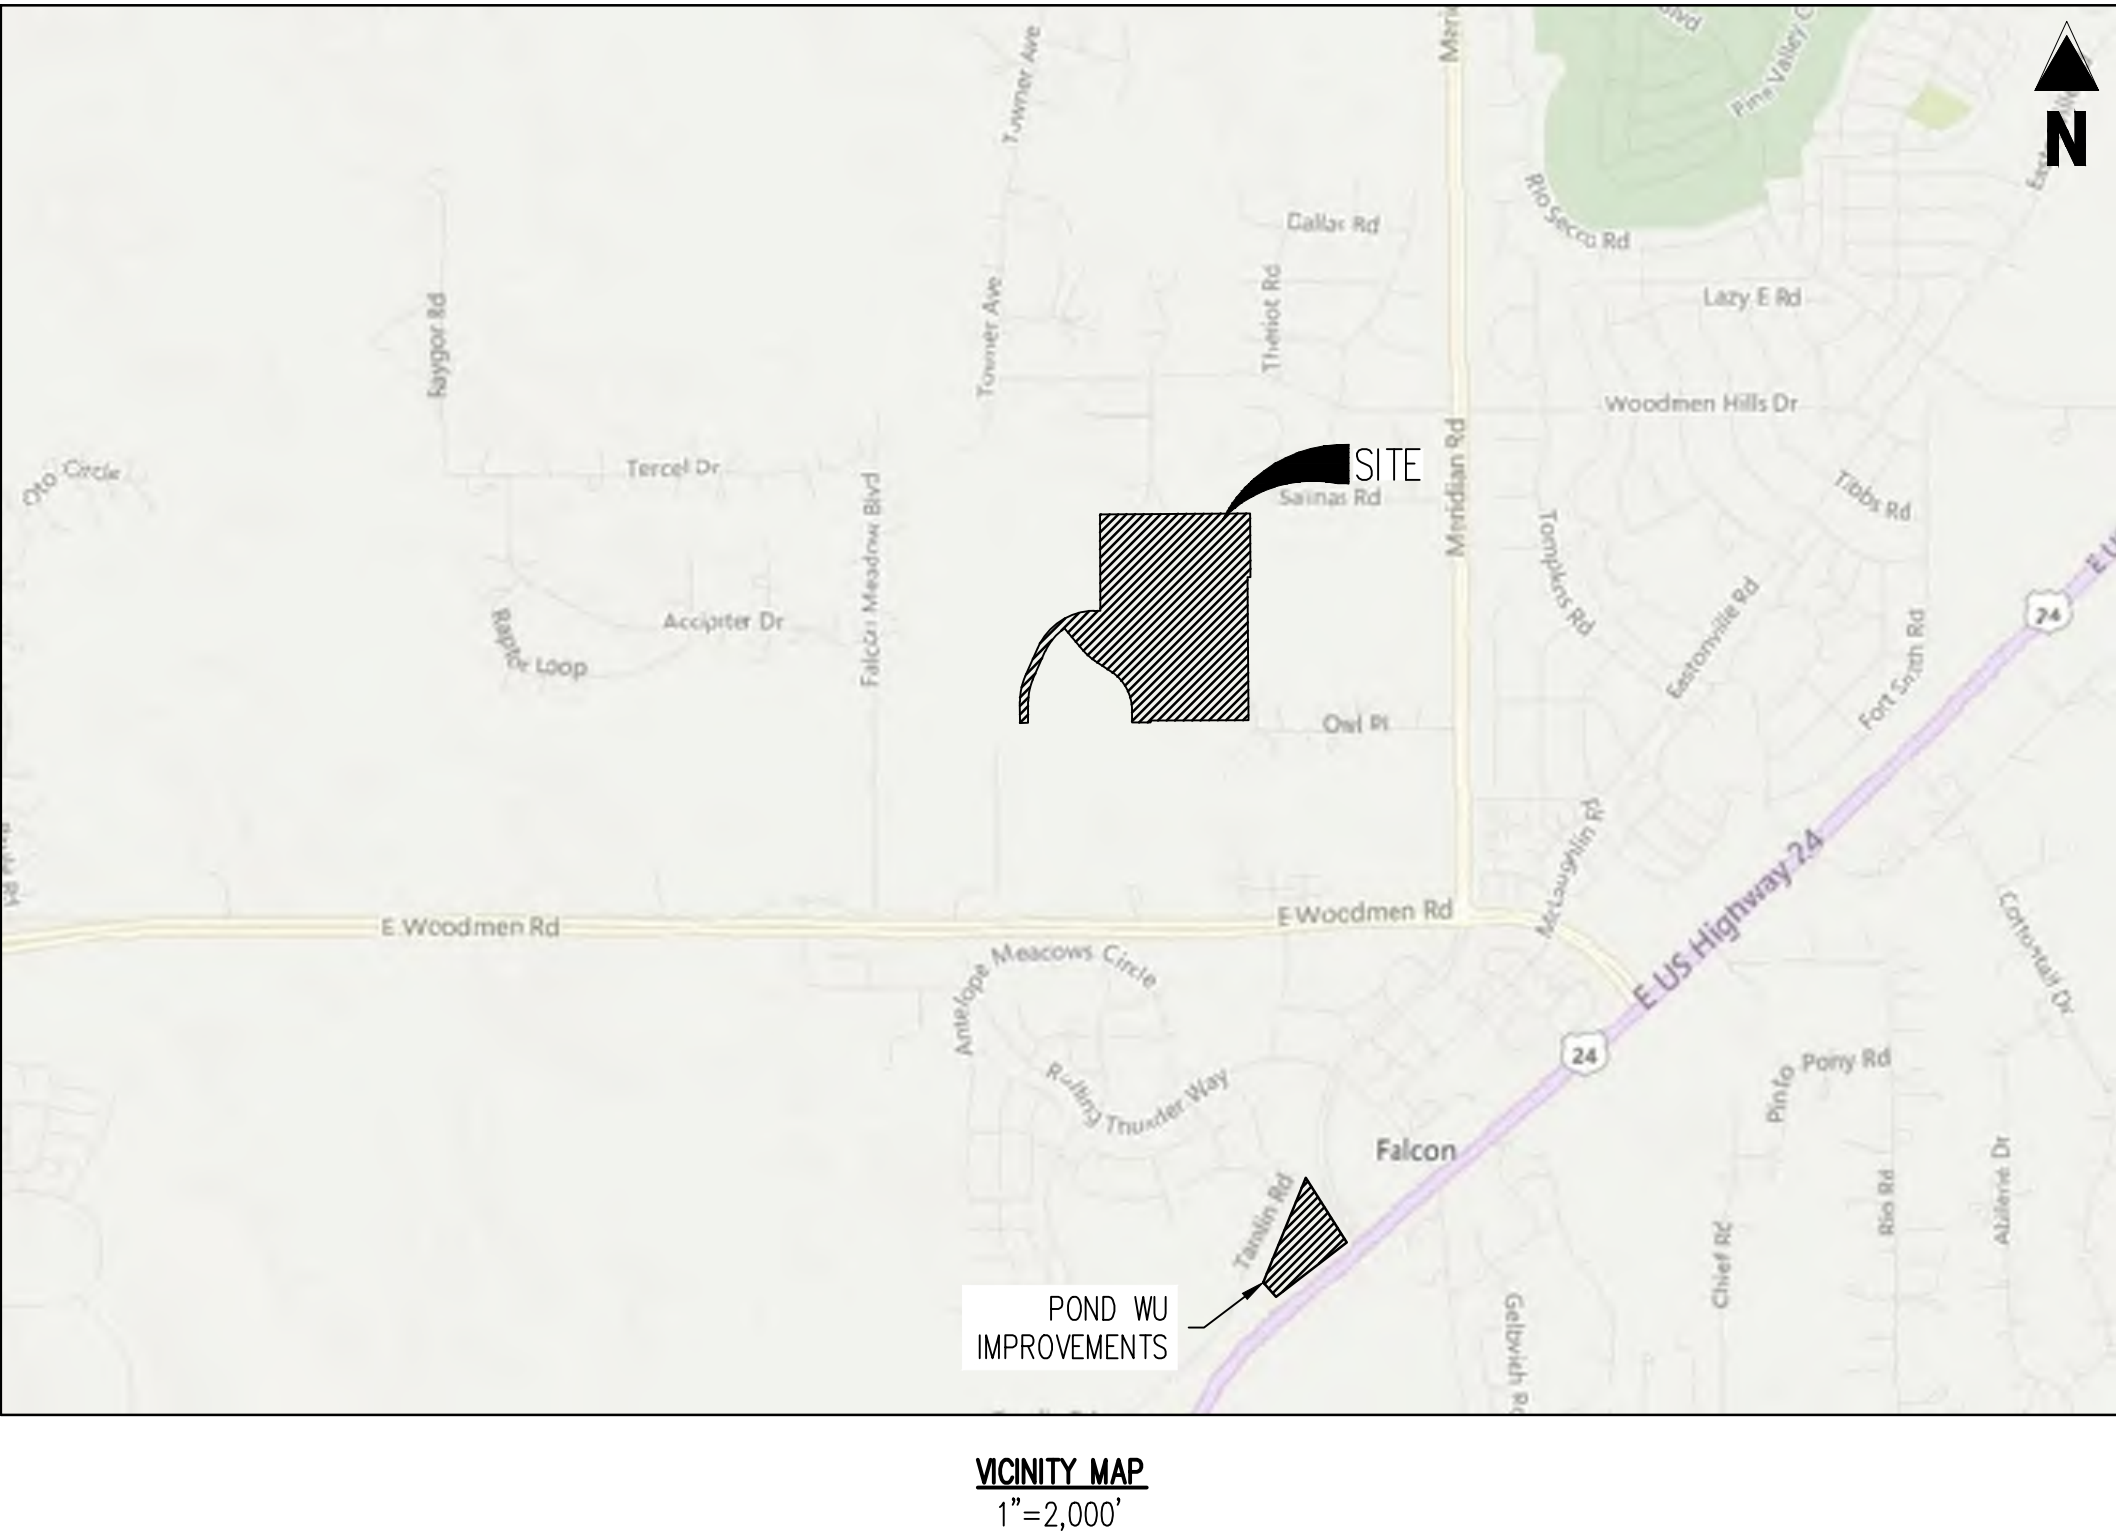 Towner Ave
Pine Valley
N
Rio Secco Rd
Dallas Rd
Lazy E Rd
Raygor Rd
Towner Ave
Theriot Rd
Woodmen Hills Dr
Meridian Rd
SITE
Oto Circle
Tercel Dr
Salinas Rd
Tibbs Rd
Falcon Meadow Blvd
Tompkins Rd
Eastonville Rd
24
Accipiter Dr
Raptor Loop
Fort Smith Rd
Owl Pl
McLaughlin Rd
E US Highway 24
E Woodmen Rd
E Woodmen Rd
Cottontail Dr
Antelope Meadows Circle
24
Pinto Pony Rd
Rolling Thunder Way
Falcon
Tamlin Rd
Rio Rd
Abilene Dr
Chief Rd
POND WU
IMPROVEMENTS
VICINITY MAP
1"=2,000'